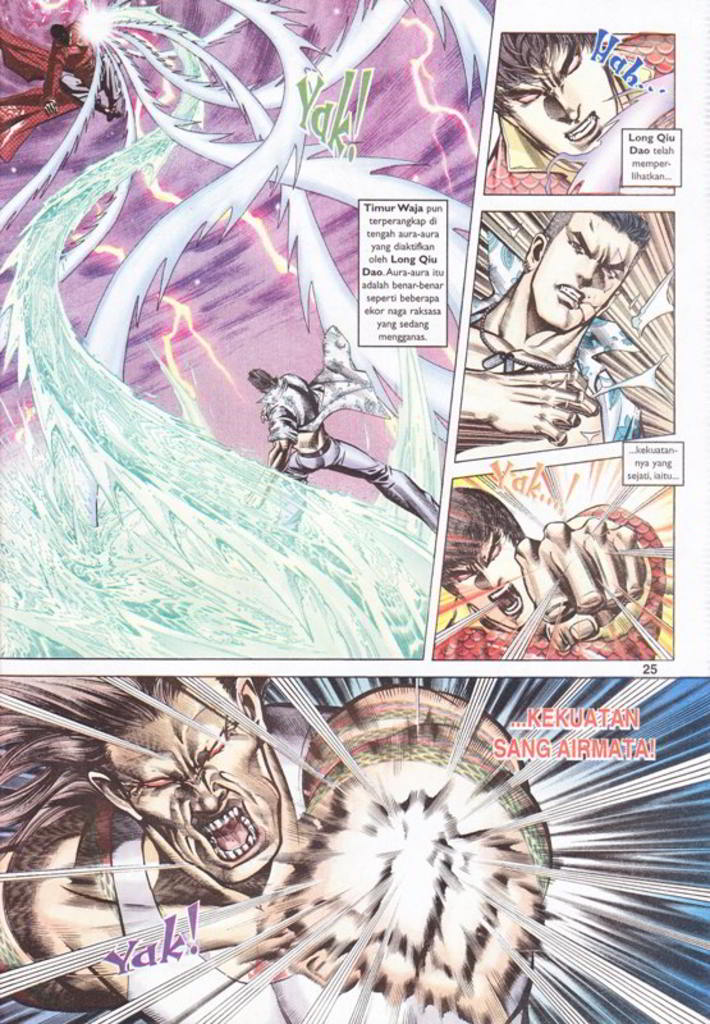 Yak!
Timur Waja pun
terperangkap di
tengah aura-aura
yang diaktifkan
oleh Long Qiu
Dao. Aura-aura itu
adalah benar-benar
seperti beberapa
ekor naga raksasa
yang sedang
mengganas.
Hah...
Long Qiu
Dao telah
memper-
lihatkan...
...kekuatan-
nya yang
sejati, iaitu...
Yak...!
25
...KEKUATAN
SANG AIRMATA!
Yak!